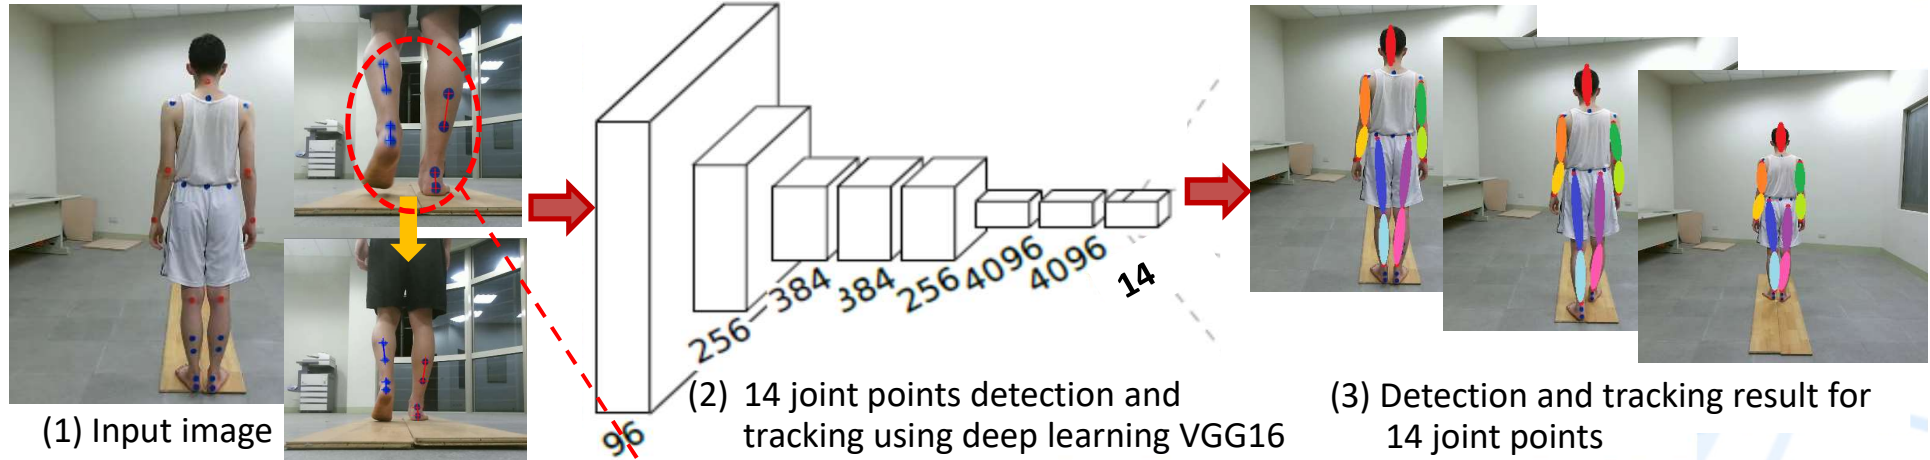 (1) Input image
96
256
384
384
256
4096
4096
14
(2) 14 joint points detection and
tracking using deep learning VGG16
(3) Detection and tracking result for
14 joint points